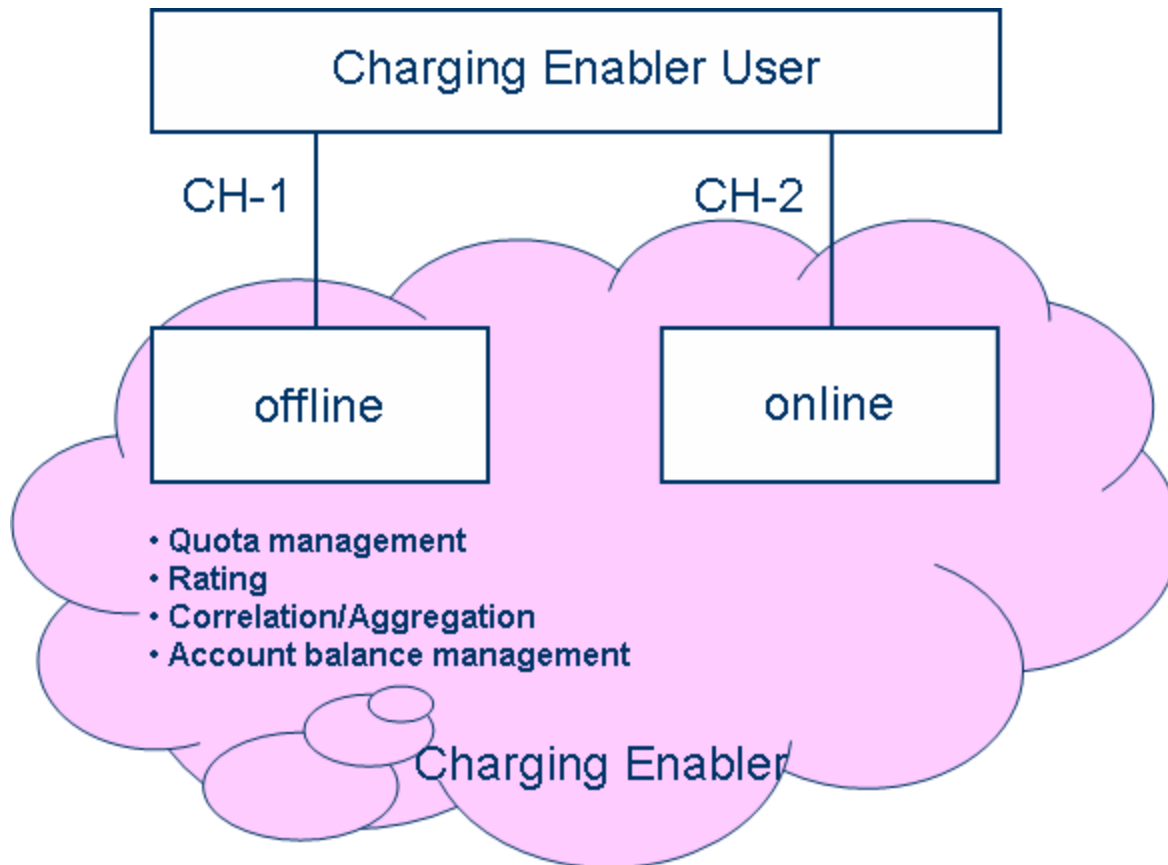 Charging Enabler User
CH-1
CH-2
offline
online
• Quota management
• Rating
• Correlation/Aggregation
• Account balance management
Charging Enabler